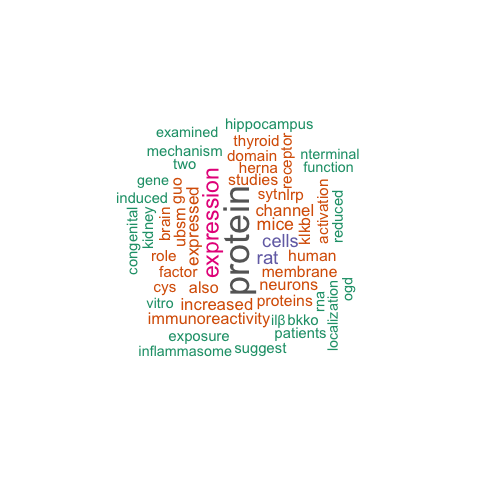 hippocampus
examined
thyroid
receptor
mechanism
domain
nterminal
two
herna
function
gene
studies
induced
guo
expression
protein
sytnlrp
activation
reduced
congenital
kidney
brain
ubsm
expressed
channel
mice
klkbl
cells
role
rat
human
factor
membrane
cys
also
neurons
rna
ogd
localization
vitro
increased
proteins
immunoreactivity
ilβ
bkko
exposure
patients
inflammasome
suggest